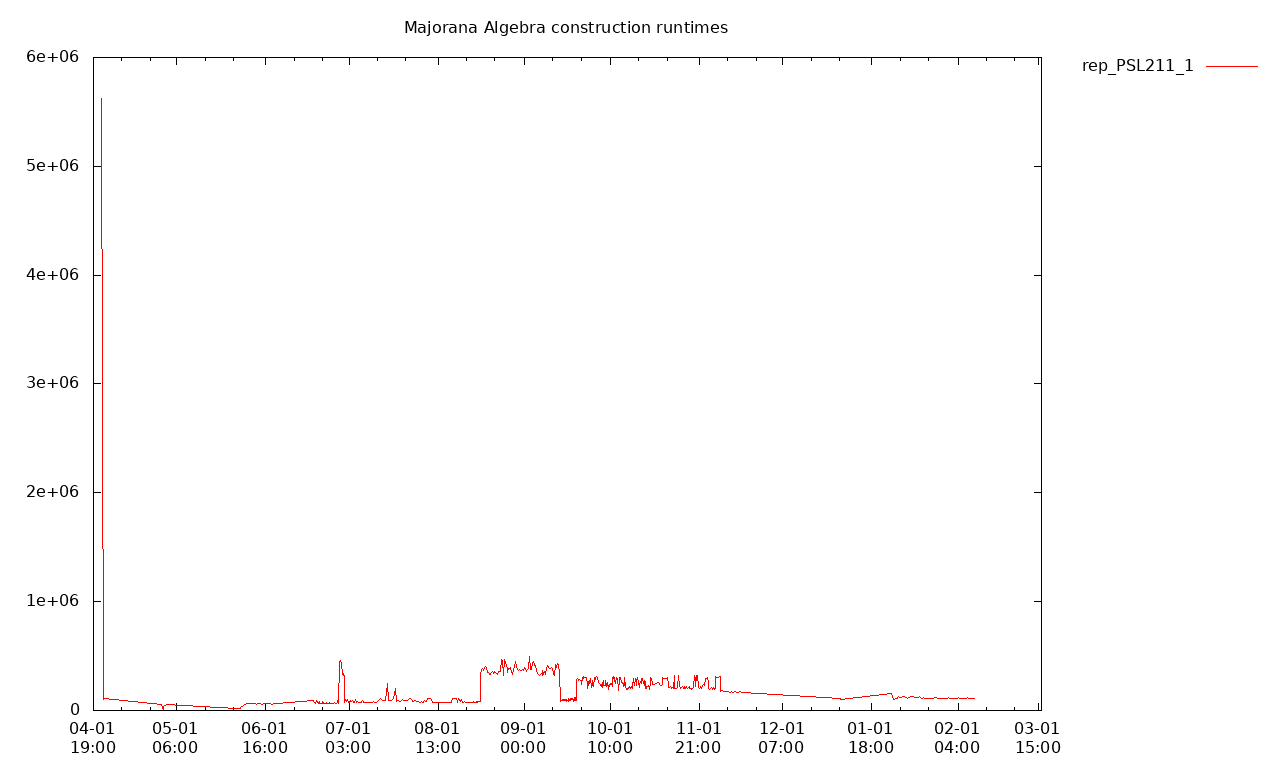 Majorana Algebra construction runtimes
rep_PSL211_1
6e+06
5e+06
4e+06
3e+06
2e+06
1e+06
0
04-01 05-01 06-01 07-01 08-01 09-01 10-01 11-01 12-01 01-01 02-01 03-01
19:00 06:00 16:00 03:00 13:00 00:00 10:00 21:00 07:00 18:00 04:00 15:00